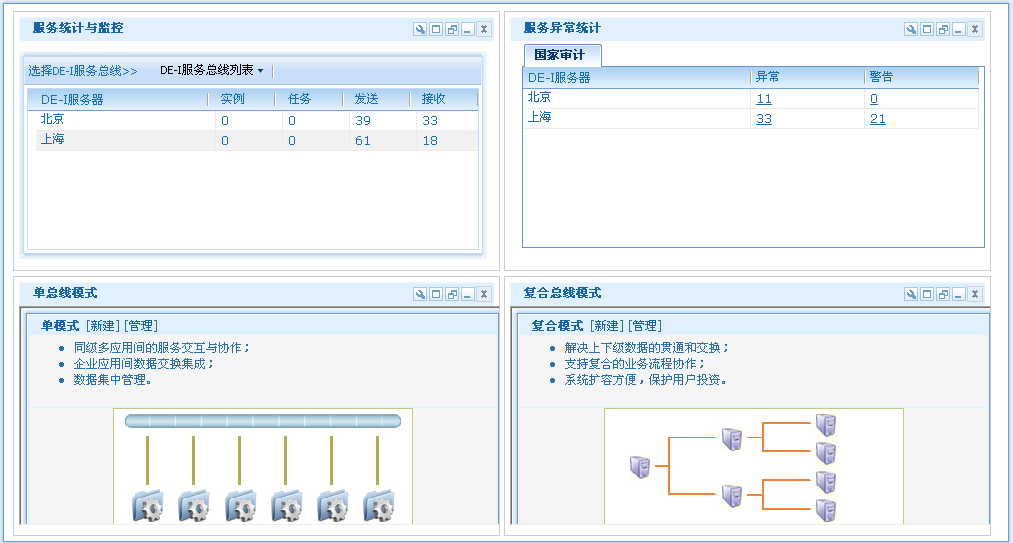 服务统计与监控
选择DE-I服务总线>> DE-I服务总线列表
DE-I服务器 实例 任务 发送 接收
北京 0 0 39 33
上海 0 0 61 18
服务异常统计
国家审计
DE-I服务器 异常 警告
北京 11 0
上海 33 21
单总线模式
单模式 [新建] [管理]
同级多应用间的服务交互与协作；
企业应用间数据交换集成；
数据集中管理。
复合总线模式
复合模式 [新建] [管理]
解决上下级数据的贯通和交换；
支持复合的业务流程协作；
系统扩容方便，保护用户投资。